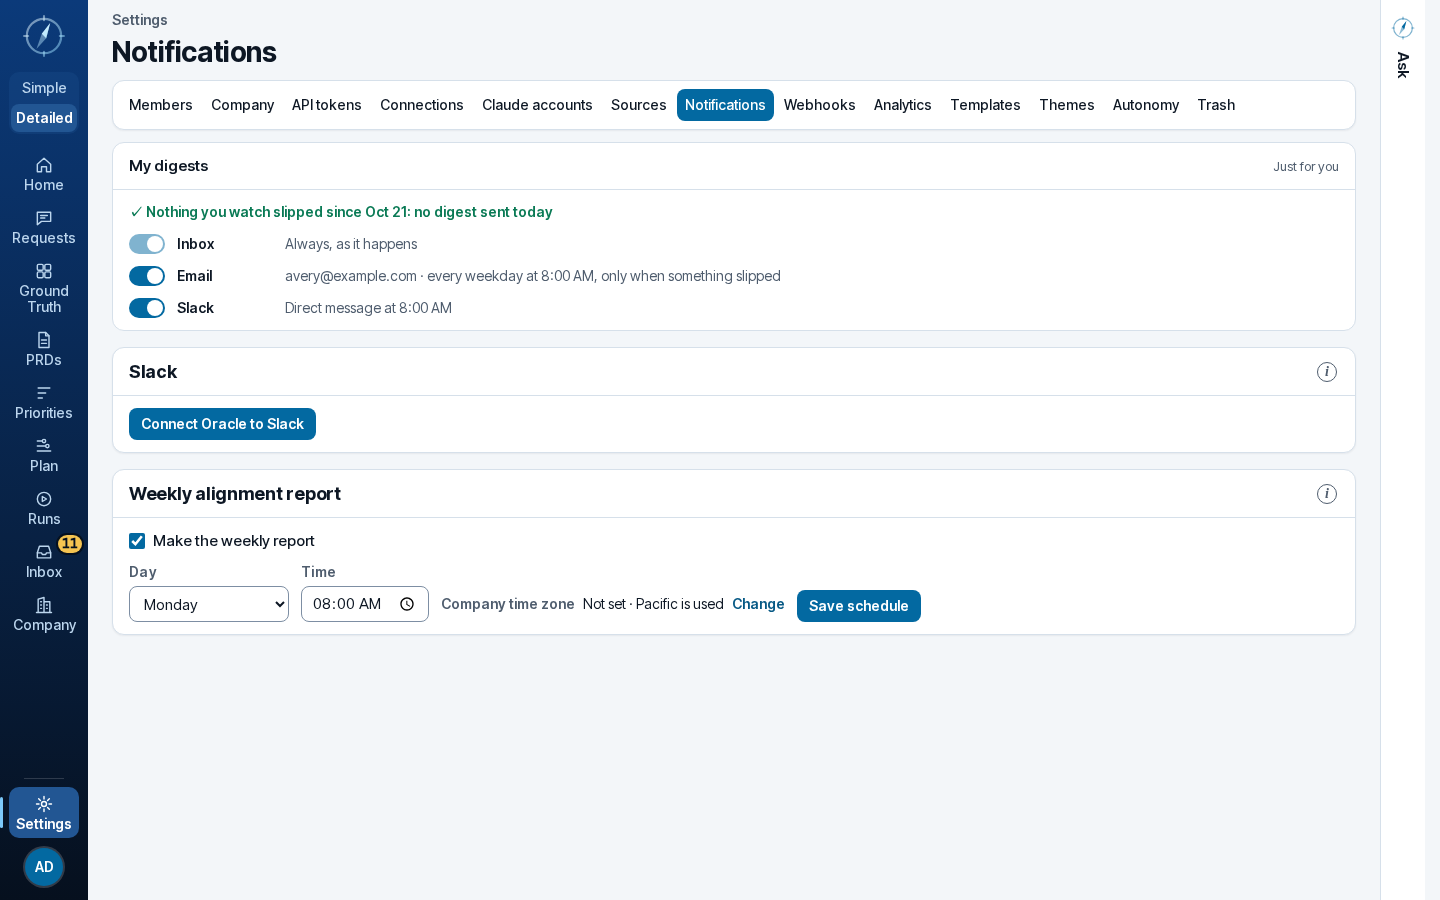 Settings
Notifications
Simple
Detailed
Home
Requests
Ground
Truth
PRDs
Priorities
Plan
Runs
11
Inbox
Company
Settings
AD
Members Company API tokens Connections Claude accounts Sources Notifications Webhooks Analytics Templates Themes Autonomy Trash
My digests Just for you
✓ Nothing you watch slipped since Oct 21: no digest sent today
Inbox Always, as it happens
Email avery@example.com · every weekday at 8:00 AM, only when something slipped
Slack Direct message at 8:00 AM
Slack i
Connect Oracle to Slack
Weekly alignment report i
Make the weekly report
Day Time
Monday 08:00 AM Company time zone Not set · Pacific is used Change Save schedule
Ask